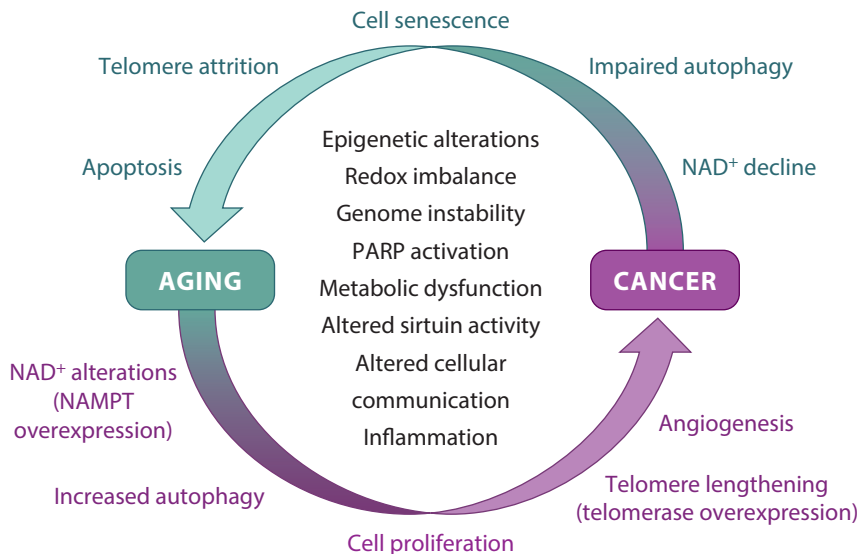 Cell senescence
Telomere attrition
Impaired autophagy
Apoptosis
NAD⁺ decline
Epigenetic alterations
Redox imbalance
Genome instability
PARP activation
Metabolic dysfunction
Altered sirtuin activity
Altered cellular
communication
Inflammation
AGING
CANCER
NAD⁺ alterations
(NAMPT
overexpression)
Angiogenesis
Increased autophagy
Telomere lengthening
(telomerase overexpression)
Cell proliferation